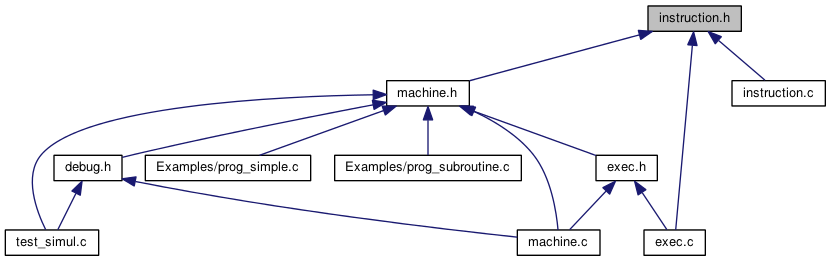 instruction.h
machine.h
instruction.c
debug.h
Examples/prog_simple.c
Examples/prog_subroutine.c
exec.h
test_simul.c
machine.c
exec.c